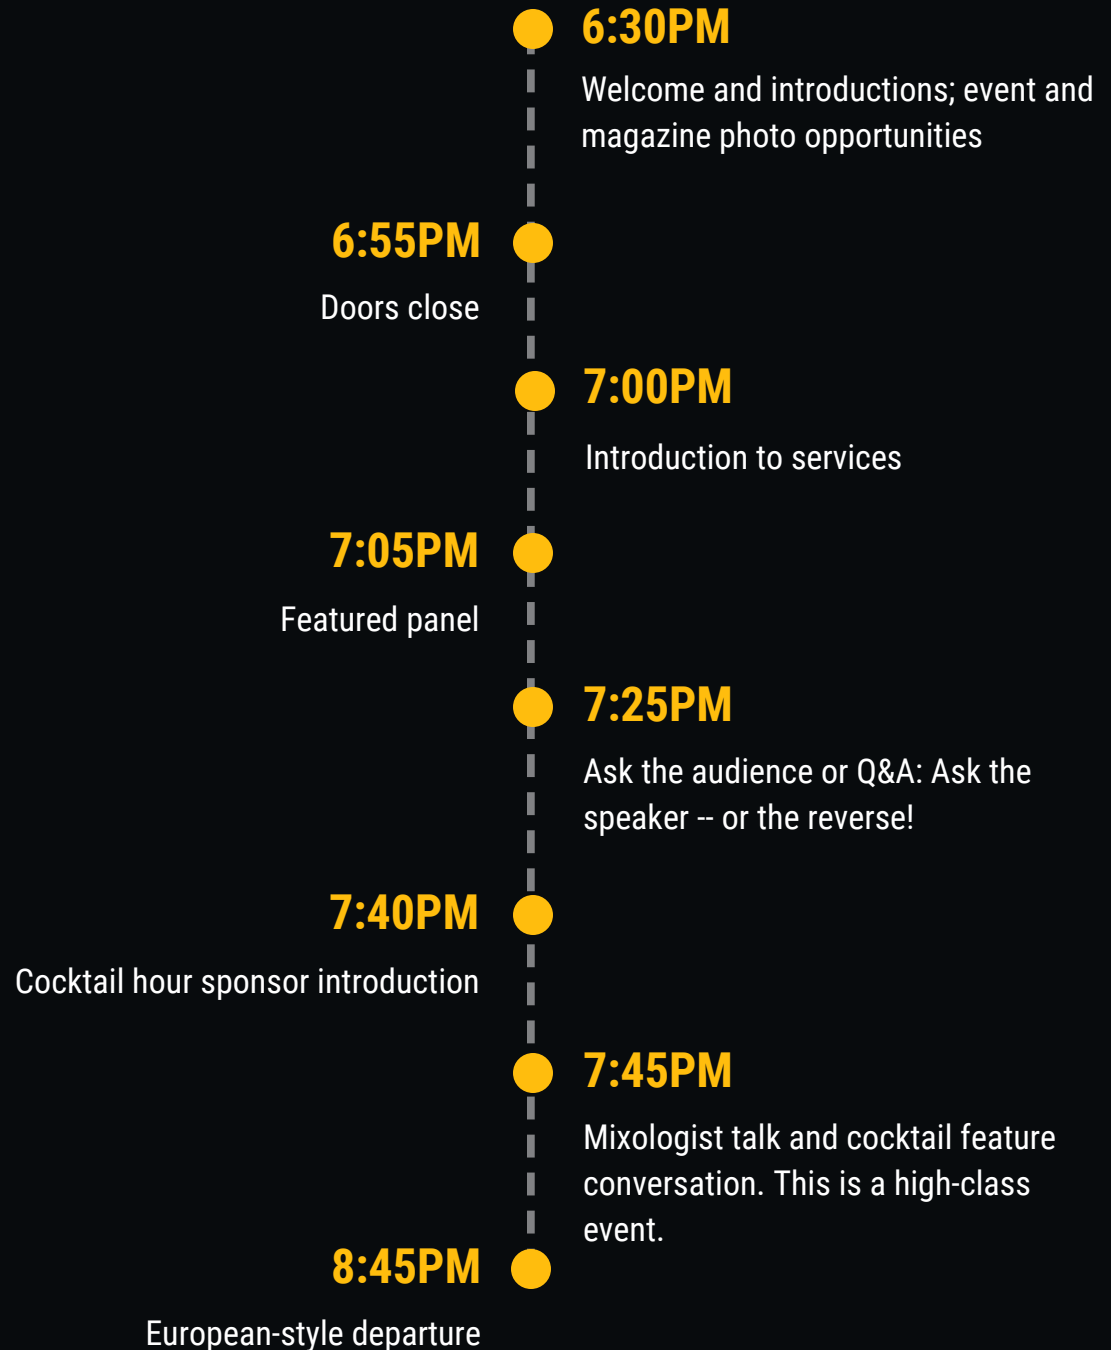 6:30PM
Welcome and introductions; event and
magazine photo opportunities
6:55PM
Doors close
7:00PM
Introduction to services
7:05PM
Featured panel
7:25PM
Ask the audience or Q&A: Ask the
speaker -- or the reverse!
7:40PM
Cocktail hour sponsor introduction
7:45PM
Mixologist talk and cocktail feature
conversation. This is a high-class
event.
8:45PM
European-style departure